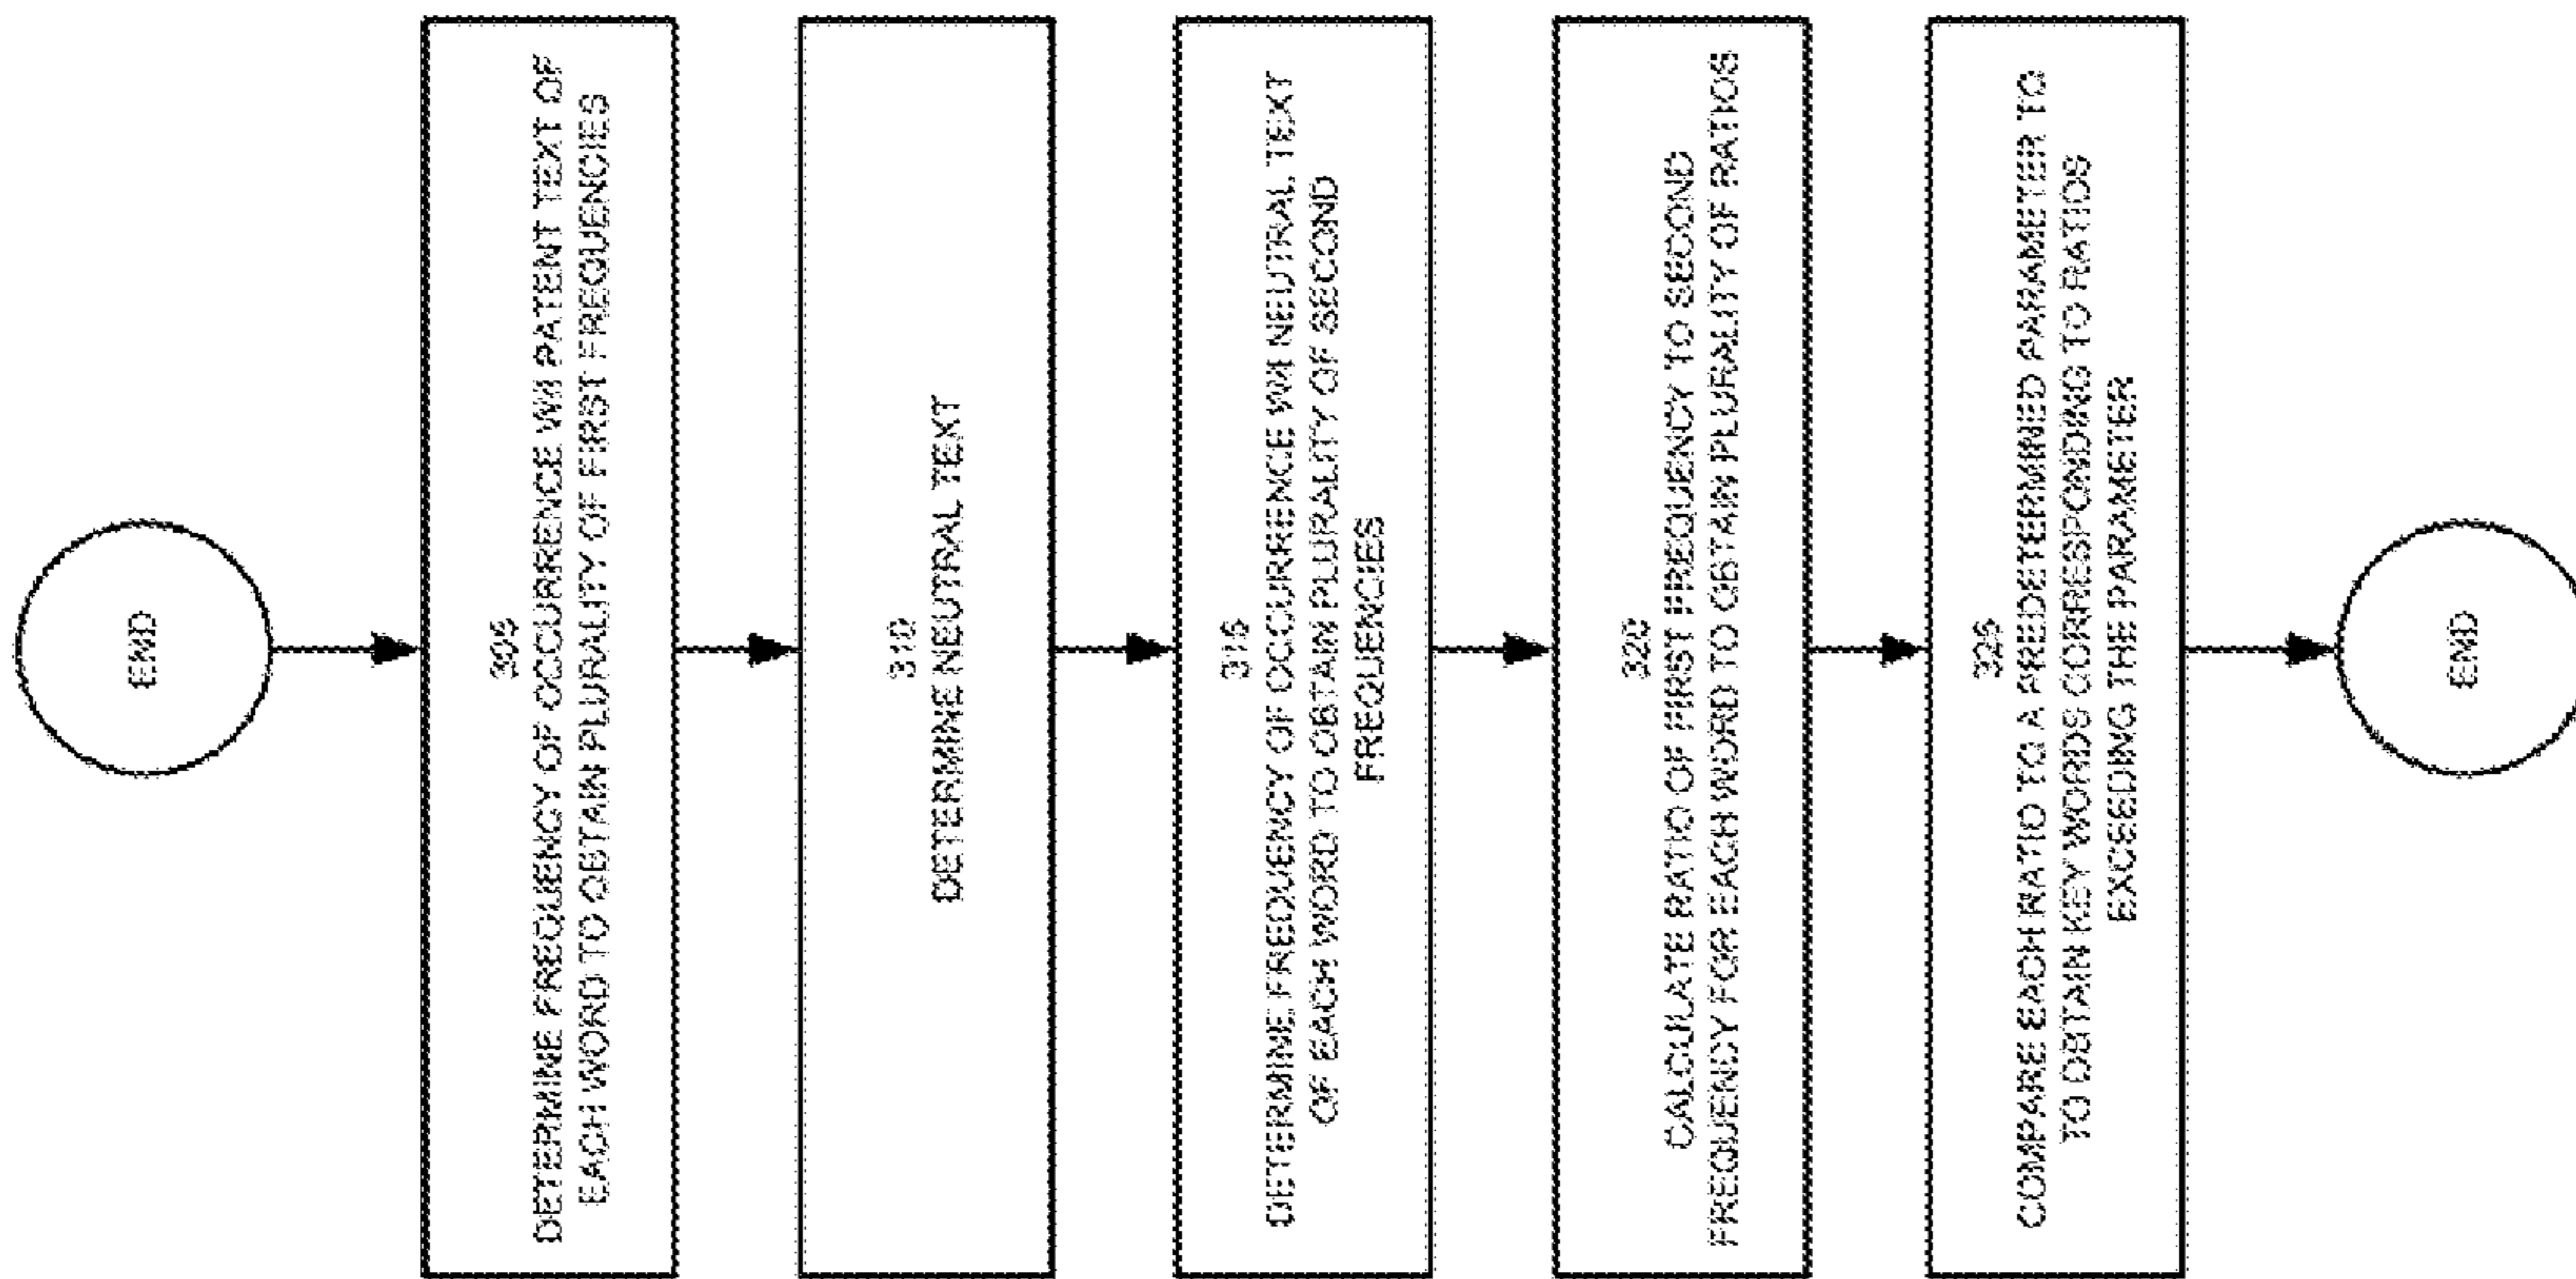 END
305
DETERMINE FREQUENCY OF OCCURRENCE W/I PATENT TEXT OF
EACH WORD TO OBTAIN PLURALITY OF FIRST FREQUENCIES
310
DETERMINE NEUTRAL TEXT
315
DETERMINE FREQUENCY OF OCCURRENCE W/I NEUTRAL TEXT
OF EACH WORD TO OBTAIN PLURALITY OF SECOND
FREQUENCIES
320
CALCULATE RATIO OF FIRST FREQUENCY TO SECOND
FREQUENCY FOR EACH WORD TO OBTAIN PLURALITY OF RATIOS
325
COMPARE EACH RATIO TO A PREDETERMINED PARAMETER TO
TO OBTAIN KEY WORDS CORRESPONDING TO RATIOS
EXCEEDING THE PARAMETER
END